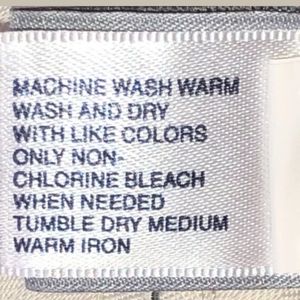 MACHINE WASH WARM
WASH AND DRY
WITH LIKE COLORS
ONLY NON-
CHLORINE BLEACH
WHEN NEEDED
TUMBLE DRY MEDIUM
WARM IRON